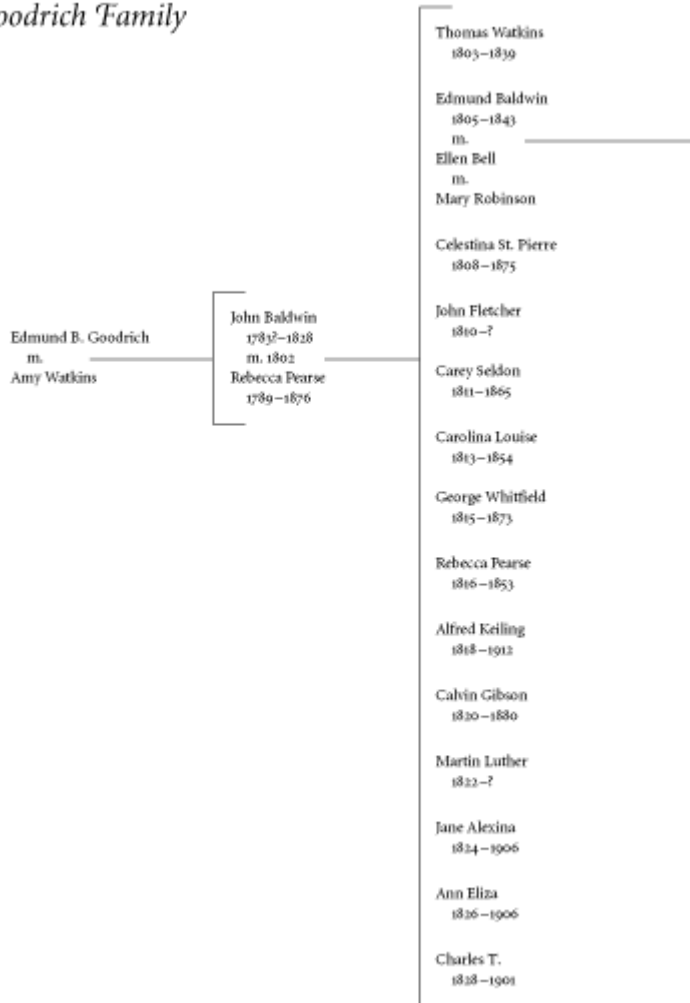 oodrich Family
Edmund B. Goodrich
m.
Amy Watkins
John Baldwin
1783?–1828
m. 1802
Rebecca Pearse
1789–1876
Thomas Watkins
1803–1839
Edmund Baldwin
1805–1843
m.
Ellen Bell
m.
Mary Robinson
Celestina St. Pierre
1808–1875
John Fletcher
1810–?
Carey Seldon
1811–1865
Carolina Louise
1813–1854
George Whitfield
1815–1873
Rebecca Pearse
1816–1853
Alfred Keiling
1818–1912
Calvin Gibson
1820–1880
Martin Luther
1822–?
Jane Alexina
1824–1906
Ann Eliza
1826–1906
Charles T.
1828–1901